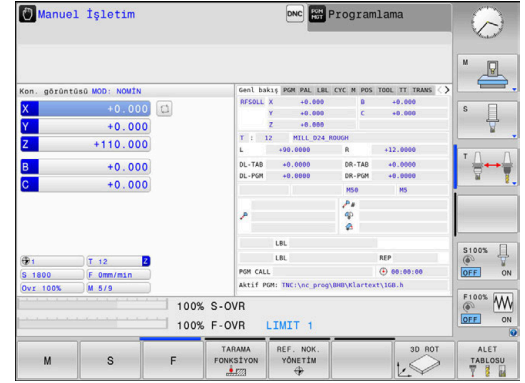 Manuel İşletim
DNC
PGM MGT
Programlama
Kon. görüntüsü MOD: NOMİN
X +0.000
Y +0.000
Z +110.000
B +0.000
C +0.000
1 T 12 Z
S 1800 F 0mm/min
Ovr 100% M 5/9
Genl bakış PGM PAL LBL CYC M POS TOOL TT TRANS
RFSOLL X +0.000 B +0.000
Y +0.000 C +0.000
Z +0.000
T : 12 MILL_D24_ROUGH
L +90.0000 R +12.0000
DL-TAB +0.0000 DR-TAB +0.0000
DL-PGM +0.0000 DR-PGM +0.0000
M50 M5
P #
LBL
LBL REP
PGM CALL 00:00:00
Aktif PGM: TNC:\nc_prog\BHB\Klartext\1GB.h
100% S-OVR
100% F-OVR LIMIT 1
M
S
T
S100%
OFF ON
F100%
OFF ON
M
S
F
TARAMA FONKSİYON
REF. NOK. YÖNETİM
3D ROT
ALET TABLOSU